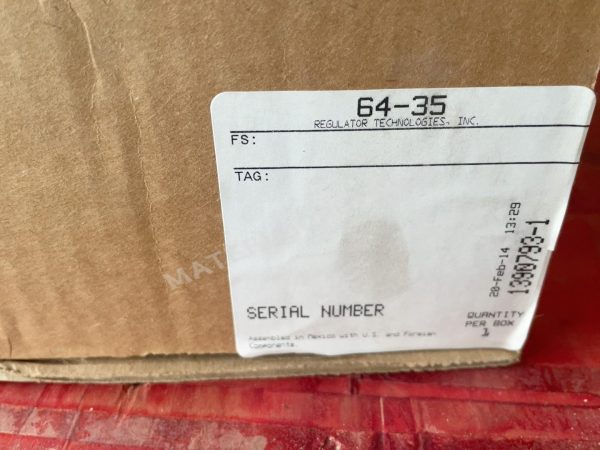 64-35
REGULATOR TECHNOLOGIES, INC.
FS:
TAG:
20-Feb-14 13:29
1390793-1
SERIAL NUMBER
QUANTITY
PER BOX
1
Assembled in Mexico with U.S. and Foreign
Components.
MAT